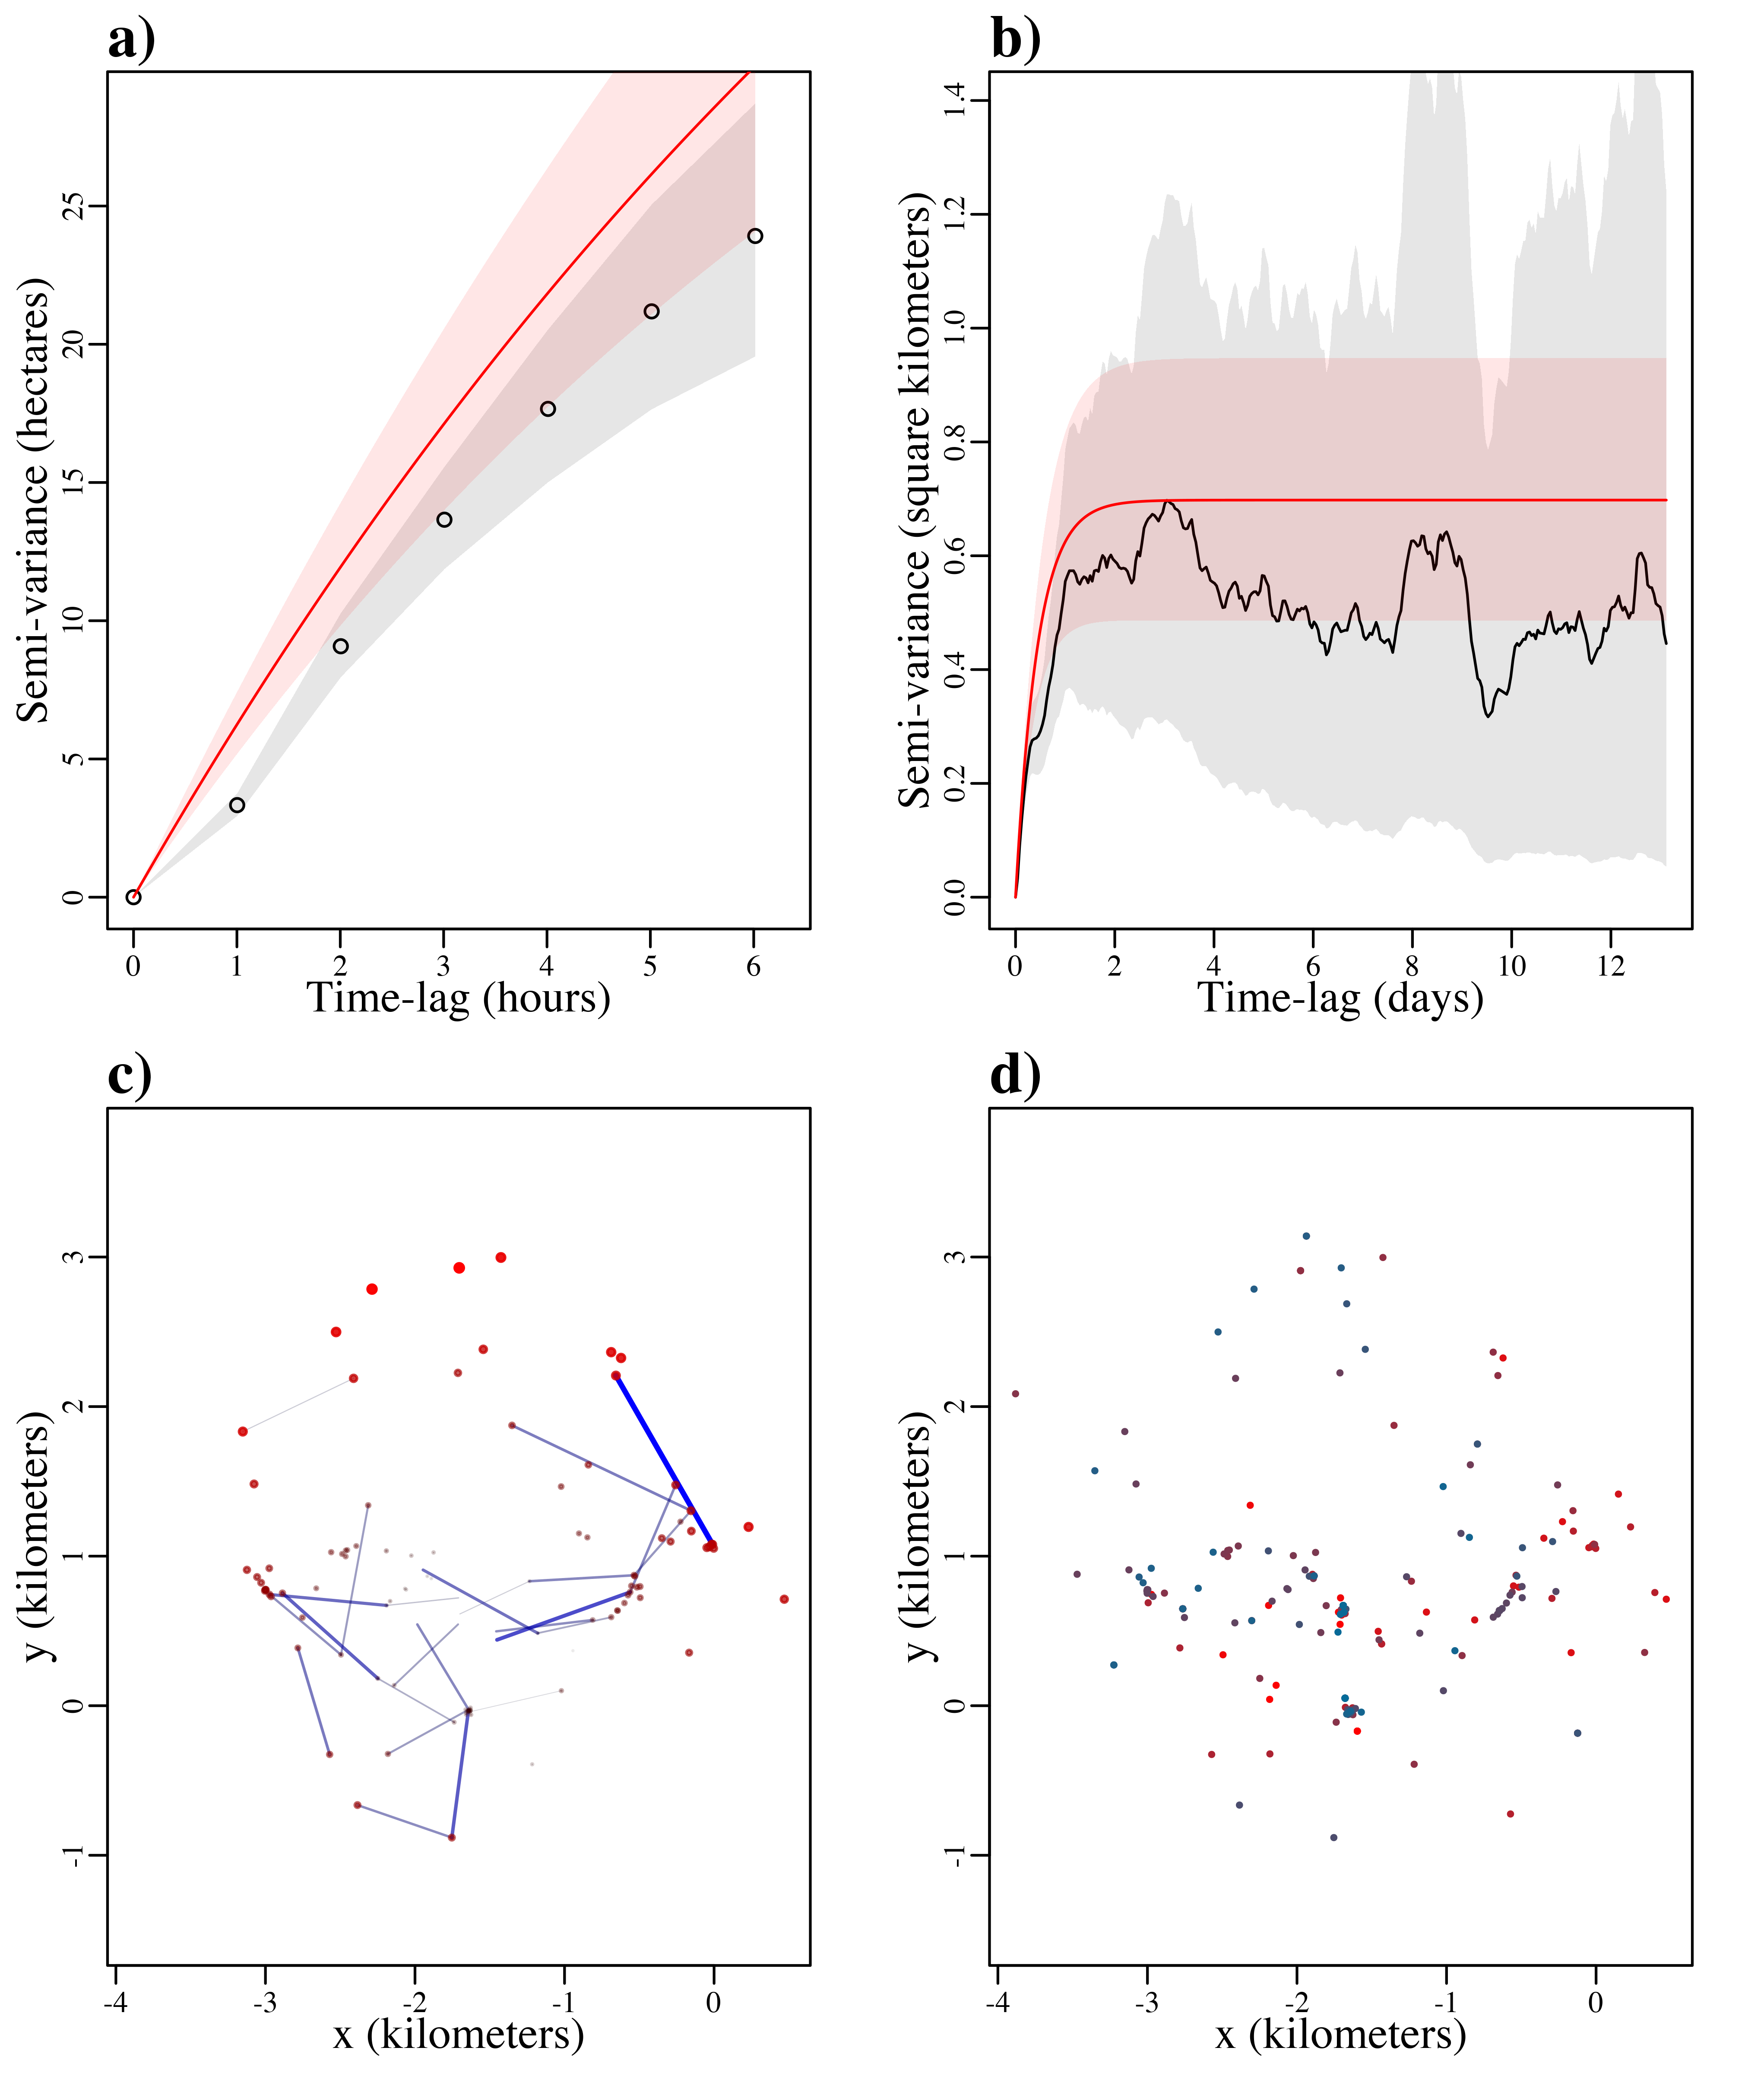 a)
Semi-variance (hectares)
0 5 10 15 20 25
0 1 2 3 4 5 6
Time-lag (hours)
b)
Semi-variance (square kilometers)
0.0 0.2 0.4 0.6 0.8 1.0 1.2 1.4
0 2 4 6 8 10 12
Time-lag (days)
c)
y (kilometers)
-1 0 1 2 3
-4 -3 -2 -1 0
x (kilometers)
d)
y (kilometers)
-1 0 1 2 3
-4 -3 -2 -1 0
x (kilometers)